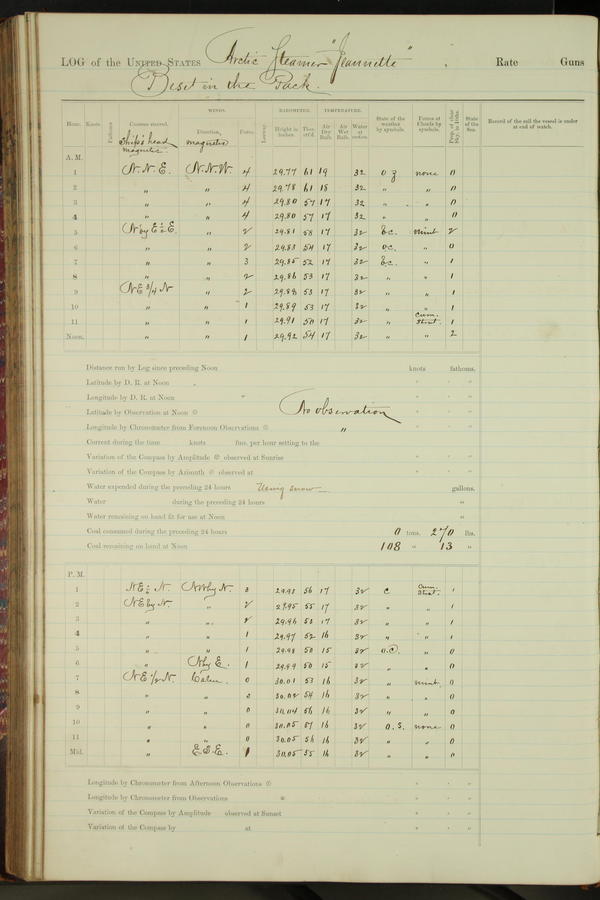 LOG of the UNITED STATES Arctic Steamer "Jeannette" Rate Guns
Beset in the Pack.
WINDS. BAROMETER. TEMPERATURE.
Hour. Knots. Fathoms. Courses steered. Direction. Force. Leeway. Height in inches. Ther. att'd. Air Dry Bulb. Air Wet Bulb. Water at surface. State of the weather by symbols. Forms of Clouds by symbols. Prop. of clear Sky, in 10ths. State of the Sea. Record of the sail the vessel is under at end of watch.
Ship's head magnetic. magnetic
A. M.
1 N. N. E. N. N. W. 4 29.77 61 19 32 o z none 0
2 " " 4 29.78 61 18 32 " " 0
3 " " 4 29.80 57 17 32 " " 0
4 " " 4 29.80 57 17 32 " " 0
5 N by E ½ E " 2 29.81 58 17 32 b.c. 2
6 " " 2 29.83 54 17 32 o.c. " 0
7 " " 3 29.85 52 17 32 b.c. " 1
8 " " 2 29.86 53 17 32 " " 1
9 NE ¾ N " 2 29.88 53 17 32 " " 1
10 " " 1 29.89 53 17 32 " " 1
11 " " 1 29.91 50 17 32 " Cum. Strat. 1
Noon. " " 1 29.92 54 17 32 " " 2
Distance run by Log since preceding Noon knots fathoms.
Latitude by D. R. at Noon ° ' "
Longitude by D. R. at Noon ° ' "
Latitude by Observation at Noon No observation ° ' "
Longitude by Chronometer from Forenoon Observations " ° ' "
Current during the time knots fms. per hour setting to the
Variation of the Compass by Amplitude observed at Sunrise ° ' "
Variation of the Compass by Azimuth observed at ° ' "
Water expended during the preceding 24 hours Using snow gallons.
Water during the preceding 24 hours "
Water remaining on hand fit for use at Noon "
Coal consumed during the preceding 24 hours 0 tons. 270 lbs.
Coal remaining on hand at Noon 108 " 13 "
P. M.
1 NE ½ N. NW by N. 3 29.93 56 17 32 c Cum. Strat. 1
2 NE by N. " 2 29.95 55 17 32 " " 1
3 " " 2 29.96 53 17 32 " " 1
4 " " 1 29.97 52 16 32 " " 1
5 " " 1 29.98 50 15 32 o.c. " 0
6 " N by E. 1 29.99 50 15 32 " " 0
7 NE ½ N. Calm. 0 30.01 53 16 32 " 0
8 " " 0 30.02 54 16 32 " " 0
9 " " 0 30.04 56 16 32 " " 0
10 " " 0 30.05 57 16 32 o. s. none 0
11 " " 0 30.05 56 16 32 " " 0
Mid. " E.S.E. 1 30.05 55 16 32 " " 0
Longitude by Chronometer from Afternoon Observations ° ' "
Longitude by Chronometer from Observations ° ' "
Variation of the Compass by Amplitude observed at Sunset ° ' "
Variation of the Compass by at ° ' "